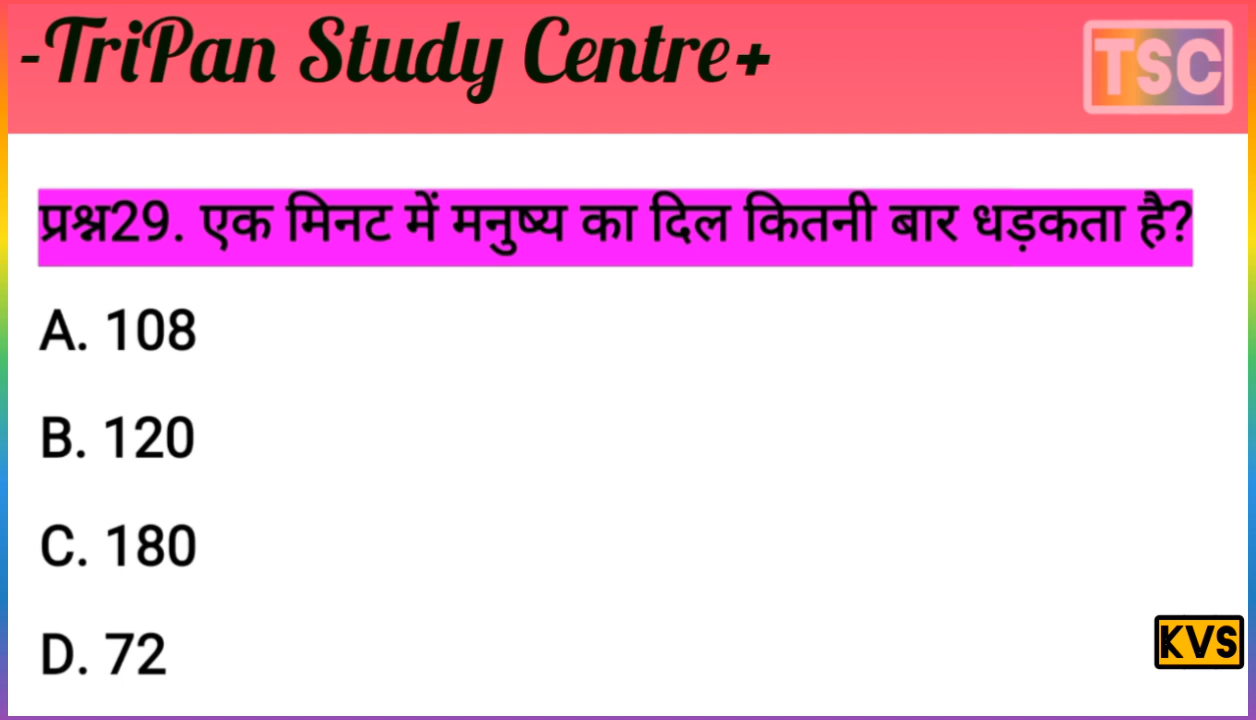 -TriPan Study Centre+
TSC
प्रश्न29. एक मिनट में मनुष्य का दिल कितनी बार धड़कता है?
A. 108
B. 120
C. 180
D. 72
KVS